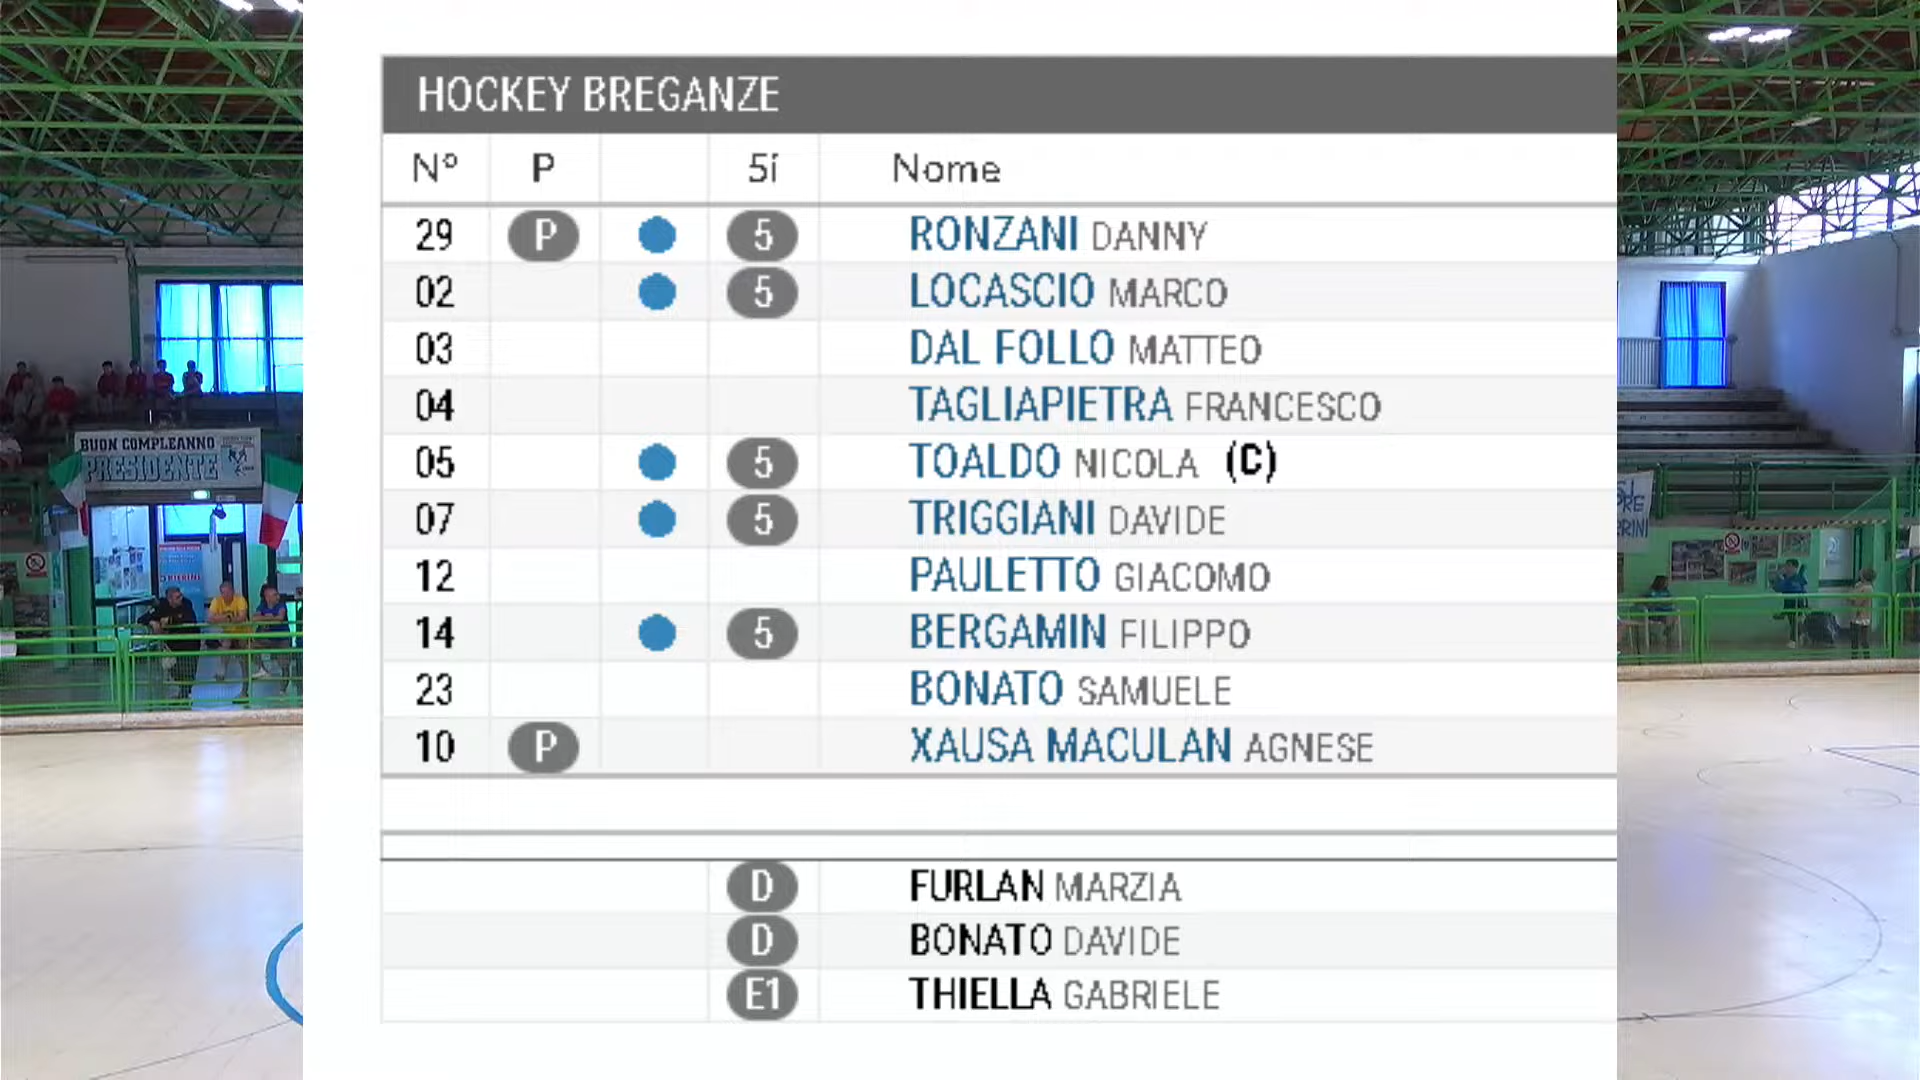 HOCKEY BREGANZE
Nº P 5í Nome
29 P 5 RONZANI DANNY
02 5 LOCASCIO MARCO
03 DAL FOLLO MATTEO
04 TAGLIAPIETRA FRANCESCO
05 5 TOALDO NICOLA (C)
07 5 TRIGGIANI DAVIDE
12 PAULETTO GIACOMO
14 5 BERGAMIN FILIPPO
23 BONATO SAMUELE
10 P XAUSA MACULAN AGNESE
D FURLAN MARZIA
D BONATO DAVIDE
E1 THIELLA GABRIELE
BUON COMPLEANNO
PRESIDENTE